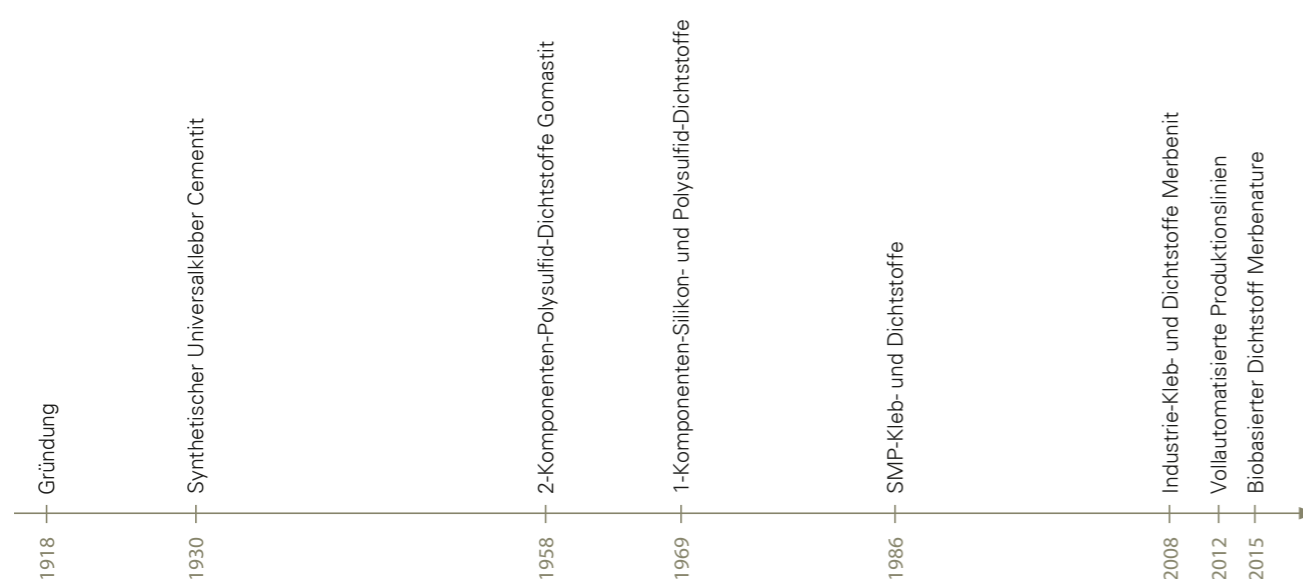 Gründung
Synthetischer Universalkleber Cementit
2-Komponenten-Polysulfid-Dichtstoffe Gomastit
1-Komponenten-Silikon- und Polysulfid-Dichtstoffe
SMP-Kleb- und Dichtstoffe
Industrie-Kleb- und Dichtstoffe Merbenit
Vollautomatisierte Produktionslinien
Biobasierter Dichtstoff Merbenature
1918
1930
1958
1969
1986
2008
2012
2015